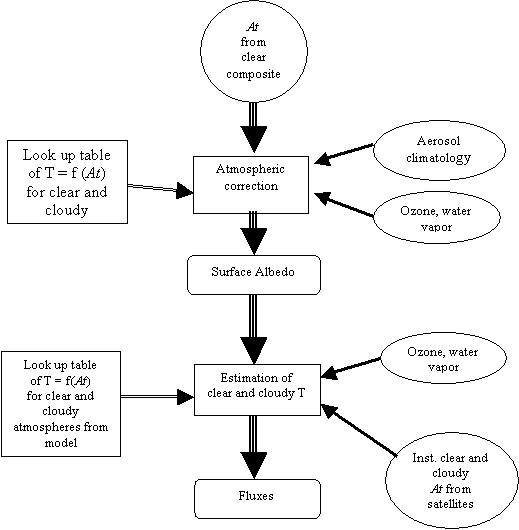 At
from
clear
composite
Look up table
of T = f (At)
for clear and
cloudy
Atmospheric
correction
Aerosol
climatology
Ozone, water
vapor
Surface Albedo
Look up table
of T = f(At)
for clear and
cloudy
atmospheres from
model
Estimation of
clear and cloudy T
Ozone, water
vapor
Inst. clear and
cloudy
At from
satellites
Fluxes